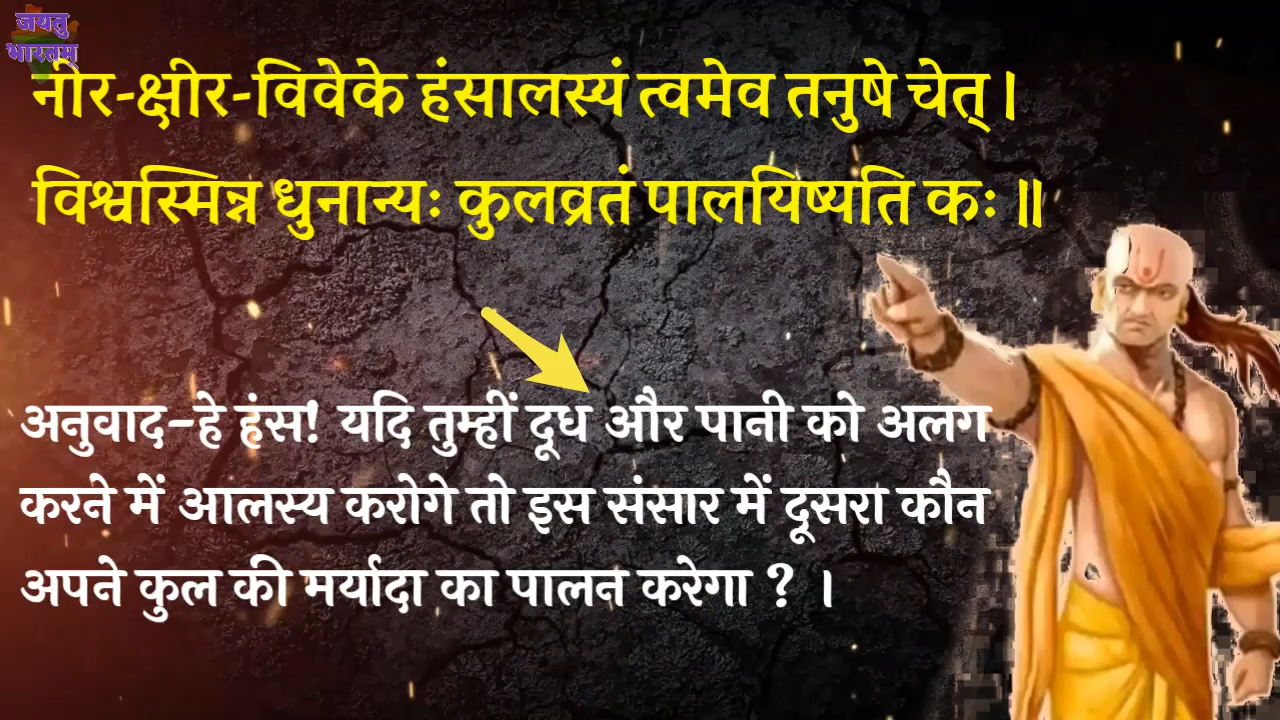 जयतु
भारतम्
नीर-क्षीर-विवेके हंसालस्यं त्वमेव तनुषे चेत् ।
विश्वस्मिन्न धुनान्यः कुलव्रतं पालयिष्यति कः ॥
अनुवाद-हे हंस! यदि तुम्हीं दूध और पानी को अलग
करने में आलस्य करोगे तो इस संसार में दूसरा कौन
अपने कुल की मर्यादा का पालन करेगा ? ।